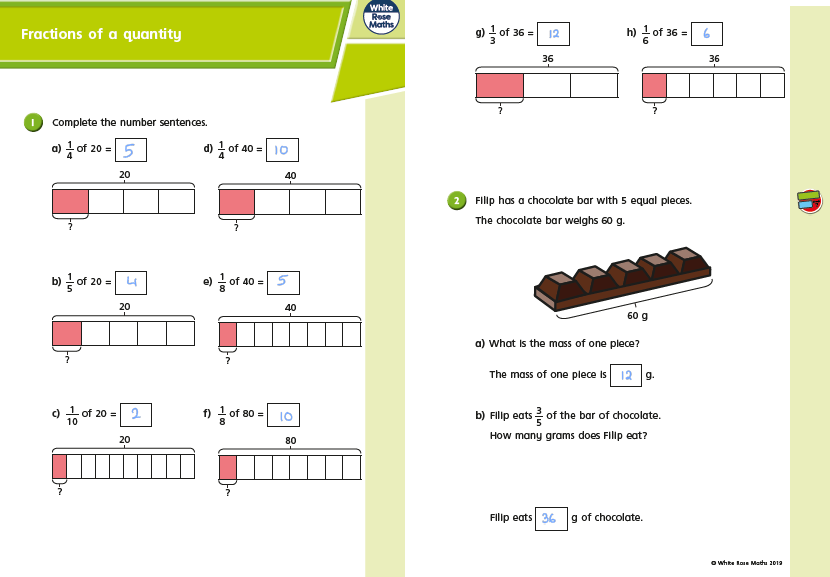 Fractions of a quantity
White
Rose
Maths
1 Complete the number sentences.
a) 1/4 of 20 = 5
20
?
d) 1/4 of 40 = 10
40
?
b) 1/5 of 20 = 4
20
?
e) 1/8 of 40 = 5
40
?
c) 1/10 of 20 = 2
20
?
f) 1/8 of 80 = 10
80
?
g) 1/3 of 36 = 12
36
?
h) 1/6 of 36 = 6
36
?
2 Filip has a chocolate bar with 5 equal pieces.
The chocolate bar weighs 60 g.
60 g
a) What is the mass of one piece?
The mass of one piece is 12 g.
b) Filip eats 3/5 of the bar of chocolate.
How many grams does Filip eat?
Filip eats 36 g of chocolate.
© White Rose Maths 2019